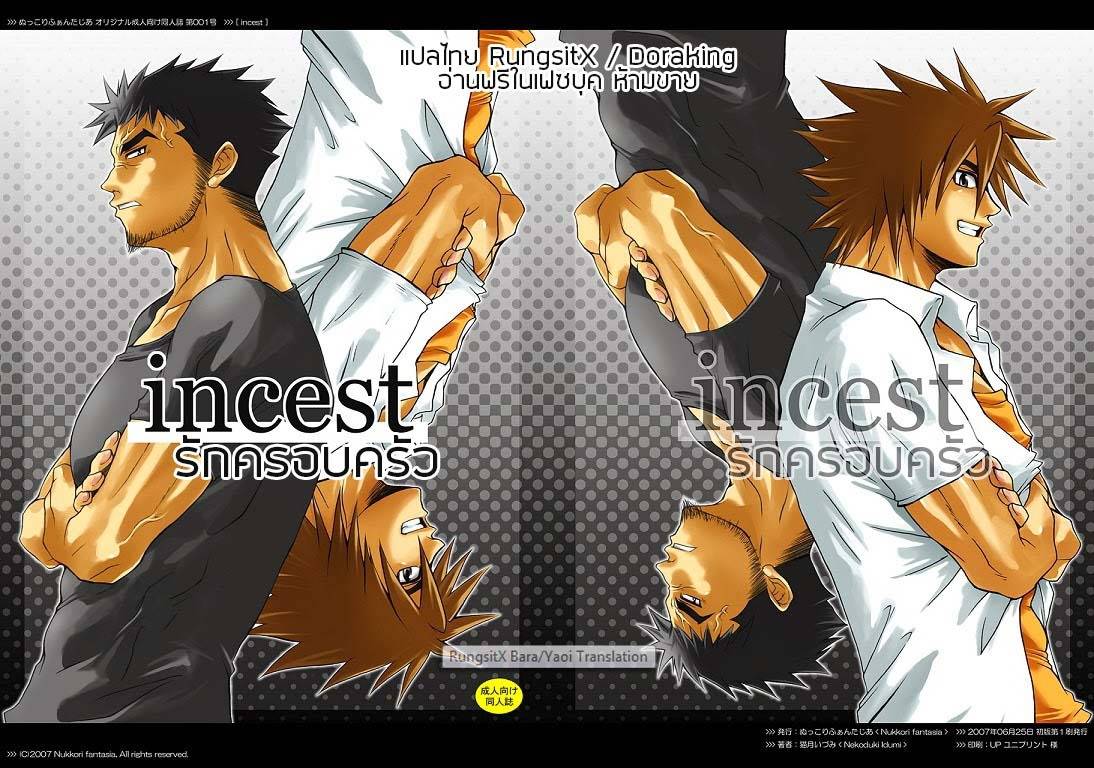 >>> ぬっこりふぁんたじあ オリジナル成人向け同人誌 第001号 >>> [ incest ]
แปลไทย RungsitX / Doraking
อ่านฟรีในเฟซบุค ห้ามขาย
incest
รักครอบครัว
incest
รักครอบครัว
RungsitX Bara/Yaoi Translation
成人向け
同人誌
>>> 発行：ぬっこりふぁんたじあ＜Nukkori fantasia＞ >>> 2007年06月25日 初版第1刷発行
>>> 著者：猫月いづみ＜Nekoduki Idumi＞ >>> 印刷：UP ユニプリント 様
>>> (C)2007 Nukkori fantasia. All rights reserved.